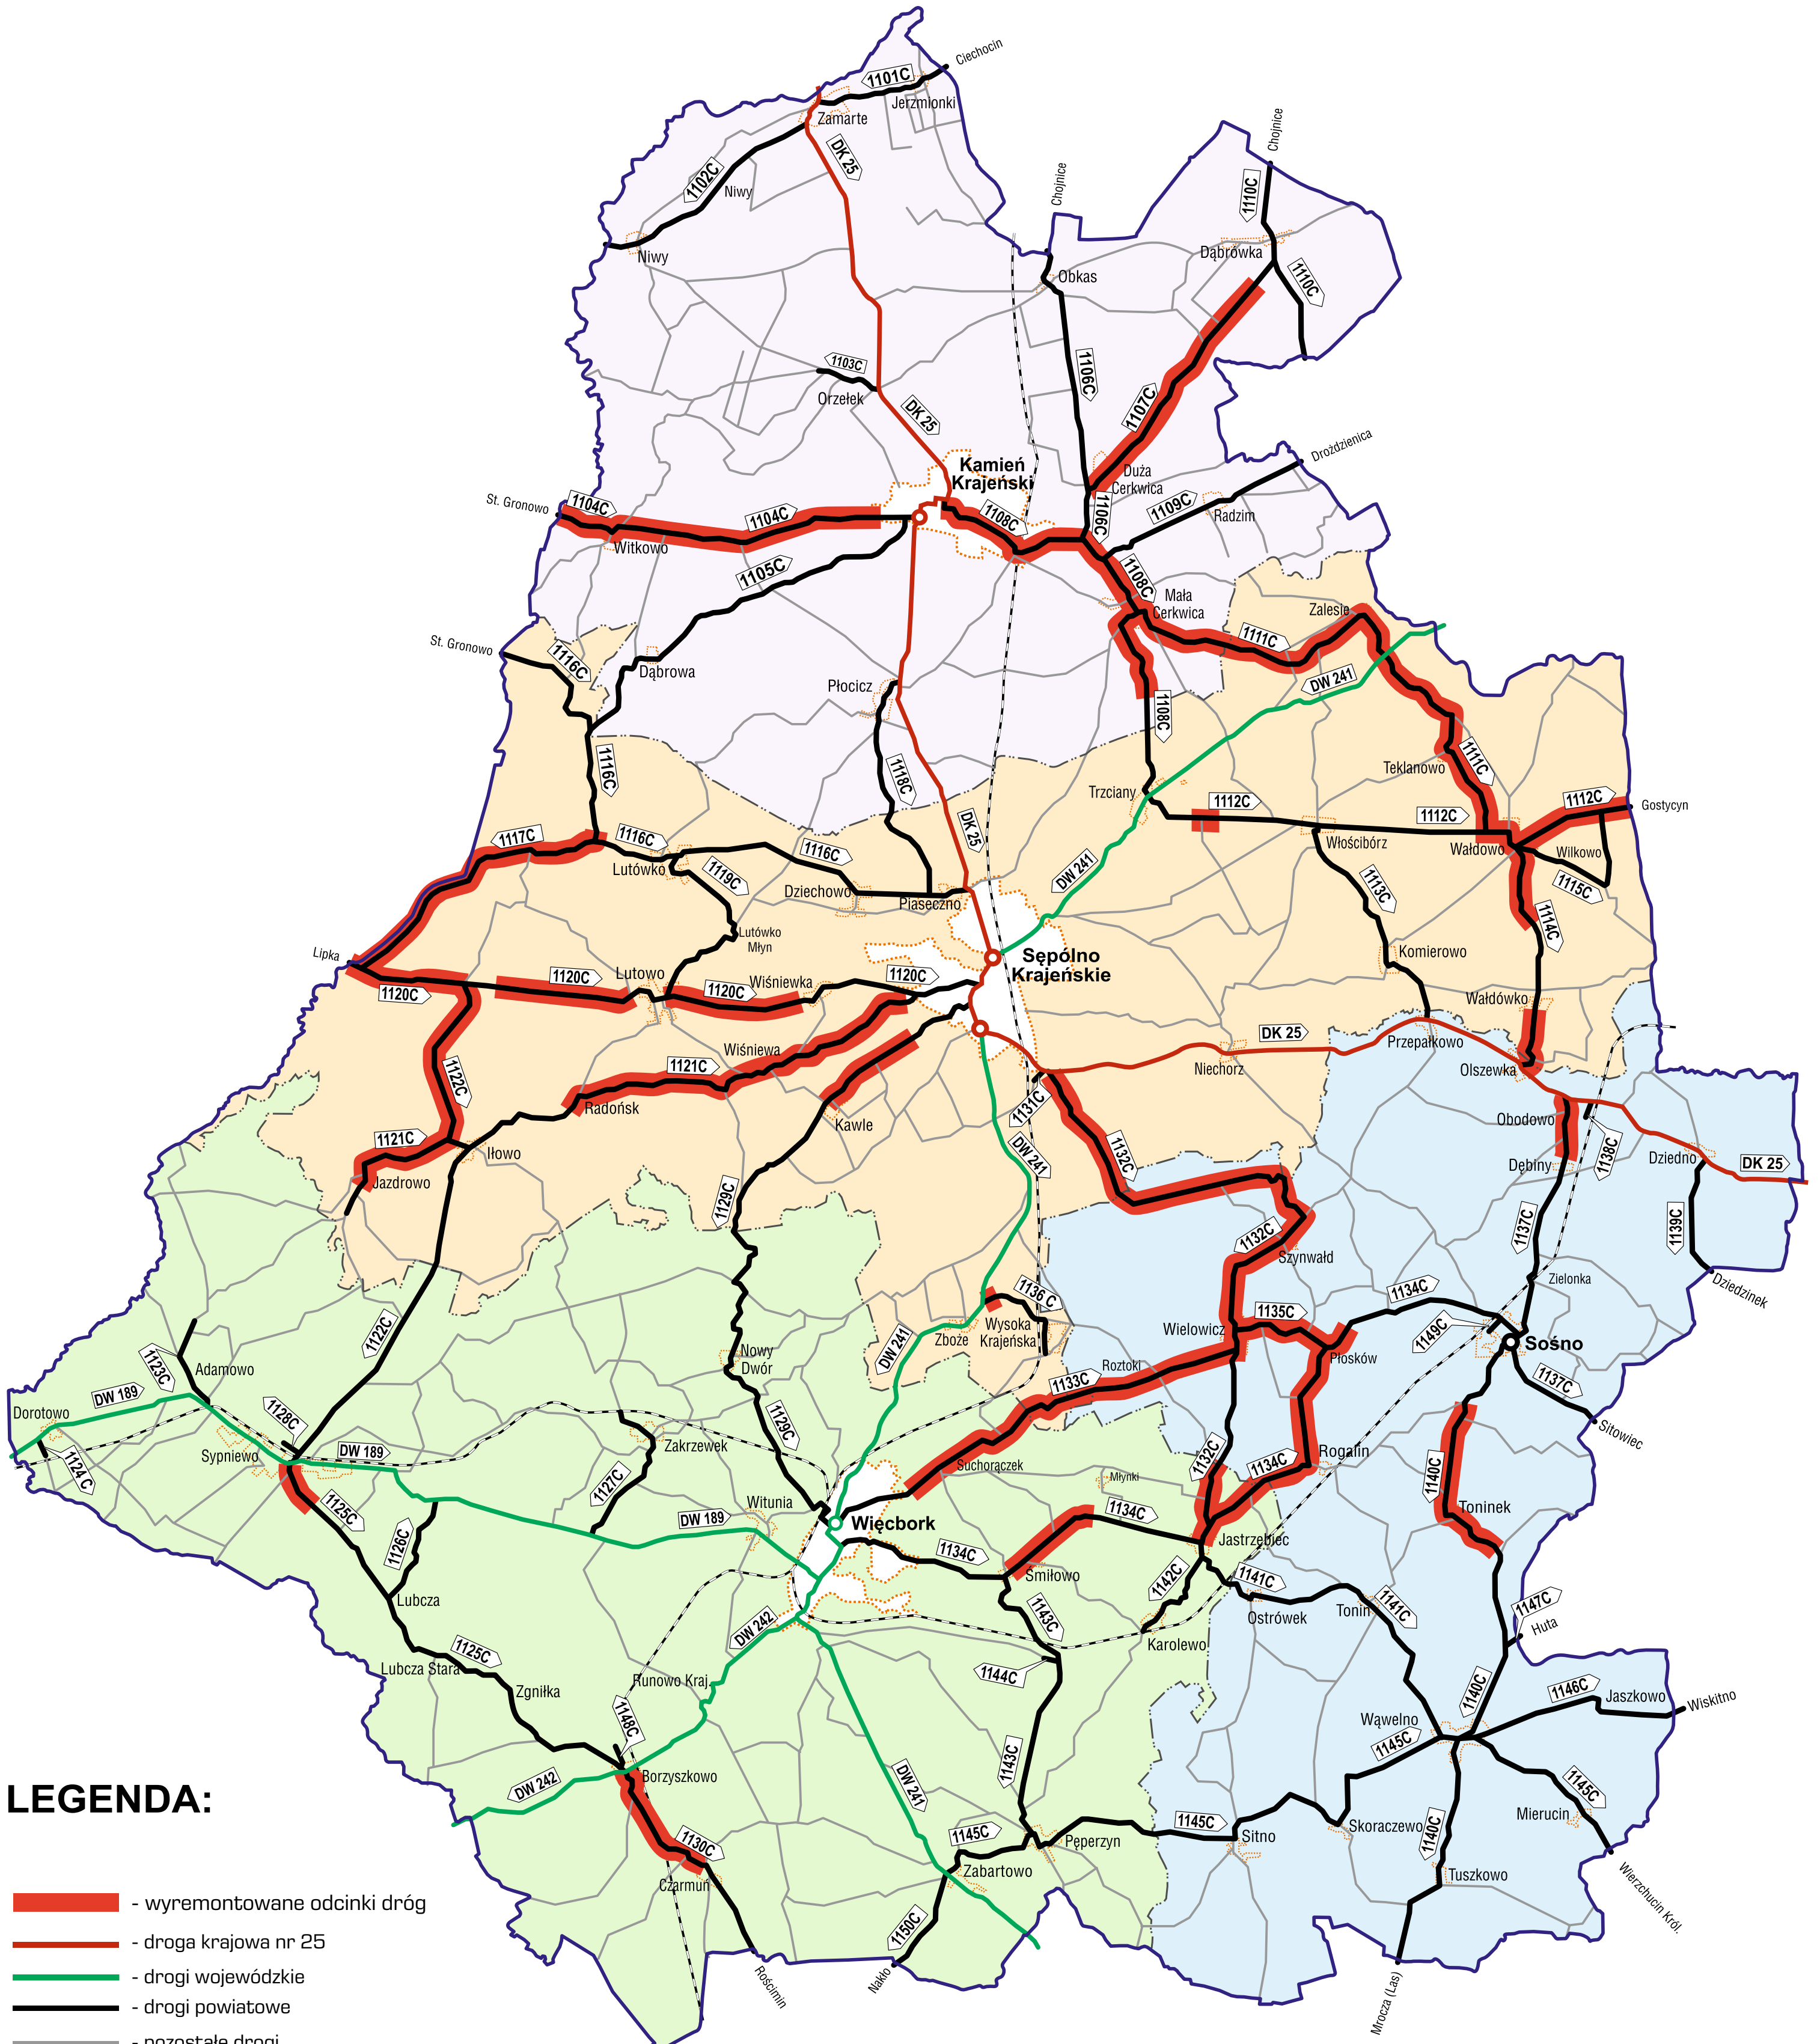 Ciechocin
1101C
Jerzmionki
Zamarte
DK 25
1102C
Niwy
Niwy
Chojnice
Chojnice
1110C
Dąbrówka
1110C
Obkas
1103C
Orzełek
1106C
1107C
DK 25
Kamień
Krajeński
Duża
Cerkwica
Drożdzienica
St. Gronowo
1104C
1104C
Witkowo
1108C
1106C
1109C
Radzim
1105C
1108C
Mała
Cerkwica
Zalesie
1111C
St. Gronowo
1116C
Dąbrowa
Płocicz
DW 241
1108C
1116C
1118C
Teklanowo
1111C
Trzciany
1112C
1112C
1112C
Gostycyn
DK 25
1117C
1116C
1116C
Lutówko
1119C
Dziechowo
Piaseczno
DW 241
Włościbórz
Wałdowo
Wilkowo
1115C
1113C
1114C
Lutówko
Młyn
Lipka
Sępólno
Krajeńskie
Komierowo
1120C
1120C
Lutowo
1120C
Wiśniewka
1120C
Wałdówko
DK 25
Przepałkowo
Niechorz
Olszewka
Wiśniewa
1121C
1122C
Radońsk
Kawle
1131C
Obodowo
1138C
1121C
Iłowo
Jazdrowo
DW 241
1132C
Dębiny
Dziedno
DK 25
1129C
1137C
1139C
1132C
Szynwałd
Zielonka
Dziedzinek
1136 C
1134C
1122C
Zboże
Wysoka
Krajeńska
Wielowicz
1135C
1149C
Sośno
DW 241
Nowy
Dwór
Roztoki
Płosków
1133C
1137C
Sitowiec
1123C
Adamowo
DW 189
Dorotowo
1128C
1124 C
Sypniewo
DW 189
Zakrzewek
1129C
1127C
Suchorączek
Młynki
1132C
1134C
Rogalin
1140C
Toninek
1125C
1126C
Witunia
DW 189
Więcbork
1134C
1134C
Jastrzębiec
Śmiłowo
1142C
1141C
Ostrówek
Tonin
1141C
1147C
Huta
Lubcza
1143C
Karolewo
DW 242
1125C
Lubcza Stara
Zgniłka
Runowo Kraj.
1144C
1140C
1146C
Jaszkowo
Wiskitno
1148C
Wąwelno
1145C
1143C
Borzyszkowo
DW 242
DW 241
1145C
Mierucin
LEGENDA:
1130C
1145C
Pęperzyn
1145C
Sitno
Skoraczewo
1140C
Czarmuń
Zabartowo
Tuszkowo
Wierzchucin Król.
1150C
Rościmin
Nakło
Mrocza (Las)
- wyremontowane odcinki dróg
- droga krajowa nr 25
- drogi wojewódzkie
- drogi powiatowe
- pozostałe drogi